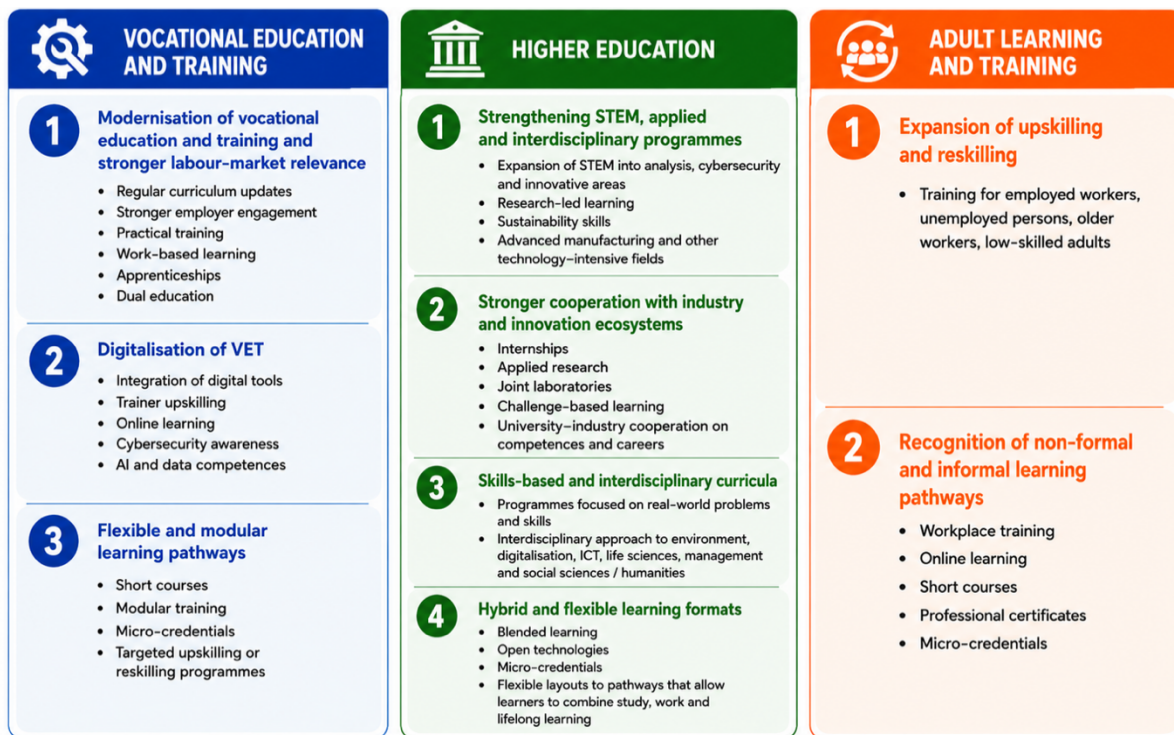 VOCATIONAL EDUCATION
AND TRAINING
1
Modernisation of vocational
education and training and
stronger labour-market relevance
• Regular curriculum updates
• Stronger employer engagement
• Practical training
• Work-based learning
• Apprenticeships
• Dual education
2
Digitalisation of VET
• Integration of digital tools
• Trainer upskilling
• Online learning
• Cybersecurity awareness
• AI and data competences
3
Flexible and modular
learning pathways
• Short courses
• Modular training
• Micro-credentials
• Targeted upskilling or
reskilling programmes
HIGHER EDUCATION
1
Strengthening STEM, applied
and interdisciplinary programmes
• Expansion of STEM into analysis, cybersecurity
and innovative areas
• Research-led learning
• Sustainability skills
• Advanced manufacturing and other
technology-intensive fields
2
Stronger cooperation with industry
and innovation ecosystems
• Internships
• Applied research
• Joint laboratories
• Challenge-based learning
• University-industry cooperation on
competences and careers
3
Skills-based and interdisciplinary curricula
• Programmes focused on real-world problems
and skills
• Interdisciplinary approach to environment,
digitalisation, ICT, life sciences, management
and social sciences / humanities
4
Hybrid and flexible learning formats
• Blended learning
• Open technologies
• Micro-credentials
• Flexible layouts to pathways that allow
learners to combine study, work and
lifelong learning
ADULT LEARNING
AND TRAINING
1
Expansion of upskilling
and reskilling
• Training for employed workers,
unemployed persons, older
workers, low-skilled adults
2
Recognition of non-formal
and informal learning
pathways
• Workplace training
• Online learning
• Short courses
• Professional certificates
• Micro-credentials